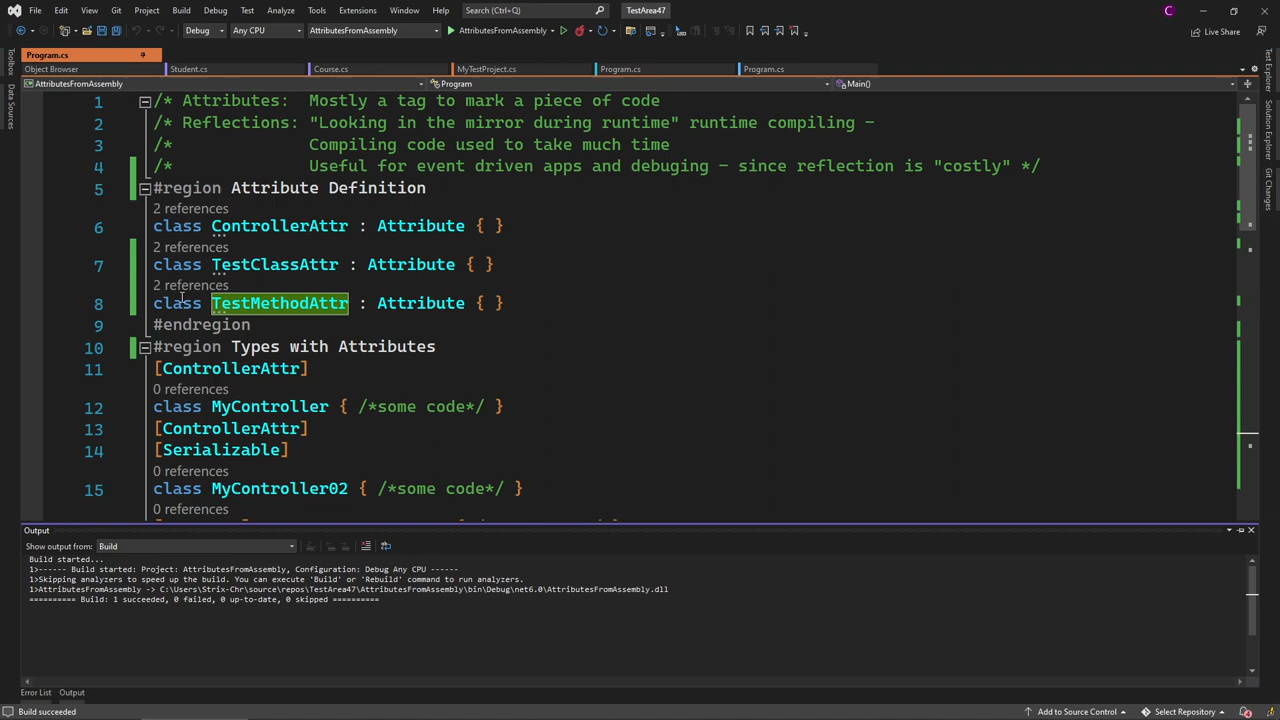 File Edit View Git Project Build Debug Test Analyze Tools Extensions Window Help Search (Ctrl+Q) TestArea47 C
Debug Any CPU AttributesFromAssembly AttributesFromAssembly Live Share
Program.cs
Object Browser Student.cs Course.cs MyTestProject.cs Program.cs Program.cs
AttributesFromAssembly Program Main()
Toolbox
Data Sources
Test Explorer
Solution Explorer
Git Changes
1 /* Attributes: Mostly a tag to mark a piece of code
2 /* Reflections: "Looking in the mirror during runtime" runtime compiling -
3 /* Compiling code used to take much time
4 /* Useful for event driven apps and debuging - since reflection is "costly" */
5 #region Attribute Definition
2 references
6 class ControllerAttr : Attribute { }
2 references
7 class TestClassAttr : Attribute { }
2 references
8 class TestMethodAttr : Attribute { }
9 #endregion
10 #region Types with Attributes
11 [ControllerAttr]
0 references
12 class MyController { /*some code*/ }
13 [ControllerAttr]
14 [Serializable]
0 references
15 class MyController02 { /*some code*/ }
0 references
Output
Show output from: Build
Build started...
1>------ Build started: Project: AttributesFromAssembly, Configuration: Debug Any CPU ------
1>Skipping analyzers to speed up the build. You can execute 'Build' or 'Rebuild' command to run analyzers.
1>AttributesFromAssembly -> C:\Users\Strix-Chr\source\repos\TestArea47\AttributesFromAssembly\bin\Debug\net6.0\AttributesFromAssembly.dll
========== Build: 1 succeeded, 0 failed, 0 up-to-date, 0 skipped ==========
Error List Output
Build succeeded Add to Source Control Select Repository 4